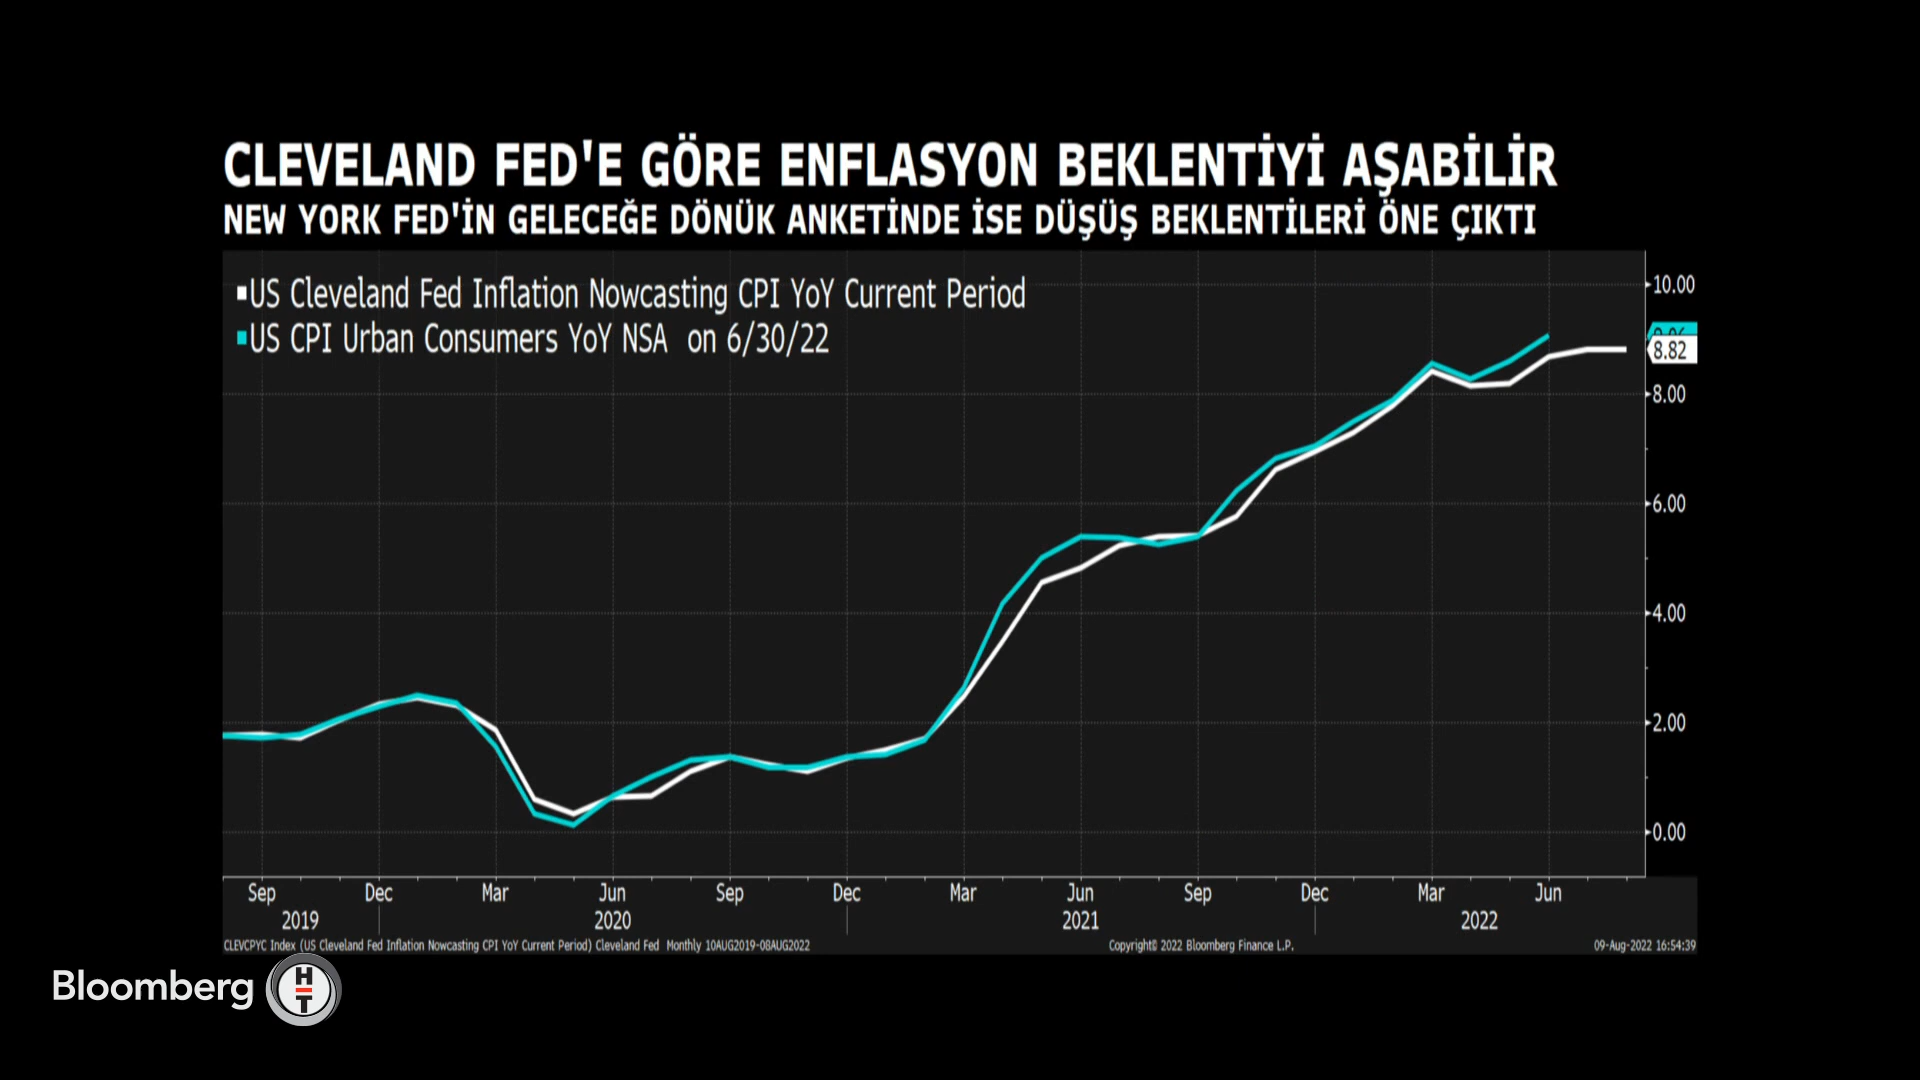 CLEVELAND FED'E GÖRE ENFLASYON BEKLENTİYİ AŞABİLİR
NEW YORK FED'İN GELECEĞE DÖNÜK ANKETİNDE İSE DÜŞÜŞ BEKLENTİLERİ ÖNE ÇIKTI
US Cleveland Fed Inflation Nowcasting CPI YoY Current Period
US CPI Urban Consumers YoY NSA on 6/30/22
10.00
8.82
8.00
6.00
4.00
2.00
0.00
Sep Dec Mar Jun Sep Dec Mar Jun Sep Dec Mar Jun
2019 2020 2021 2022
CLEVCPYC Index (US Cleveland Fed Inflation Nowcasting CPI YoY Current Period) Cleveland Fed Monthly 10AUG2019-08AUG2022
Copyright© 2022 Bloomberg Finance L.P.
09-Aug-2022 16:54:39
Bloomberg HT